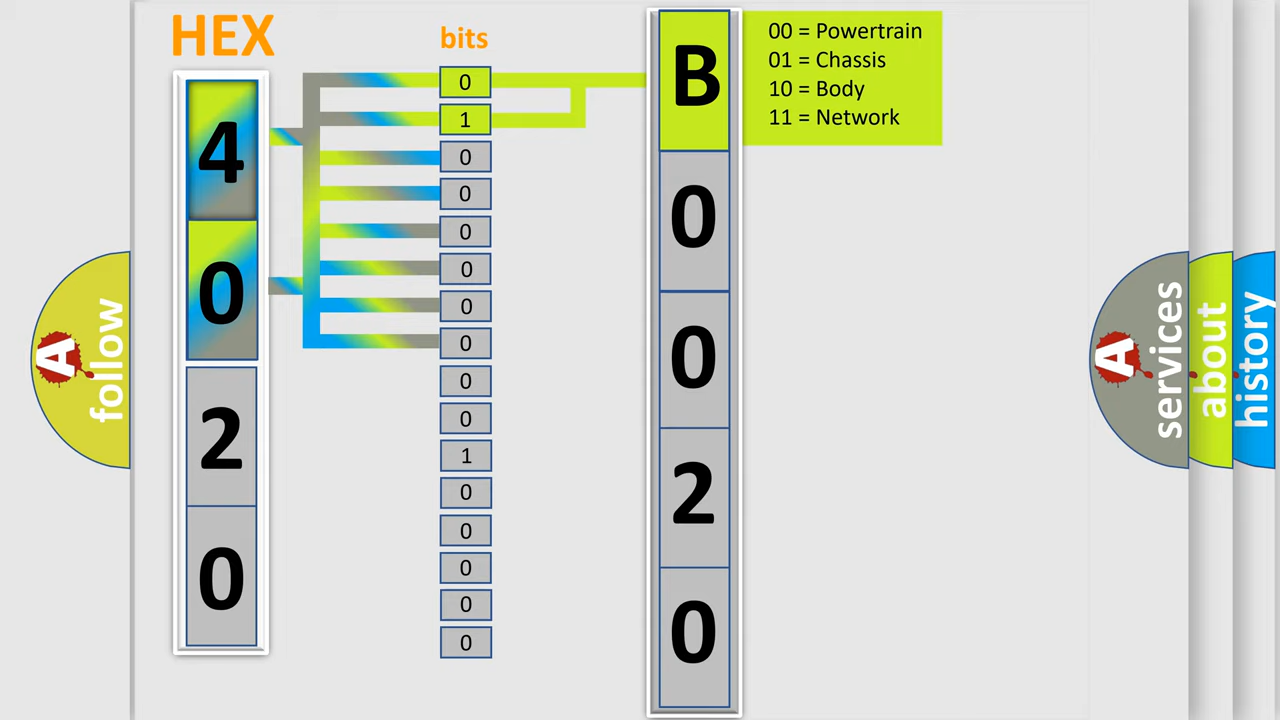 HEX
bits
4
0
2
0
0
1
0
0
0
0
0
0
0
0
1
0
0
0
0
0
B
0
0
2
0
00 = Powertrain
01 = Chassis
10 = Body
11 = Network
A
follow
A
services
about
history